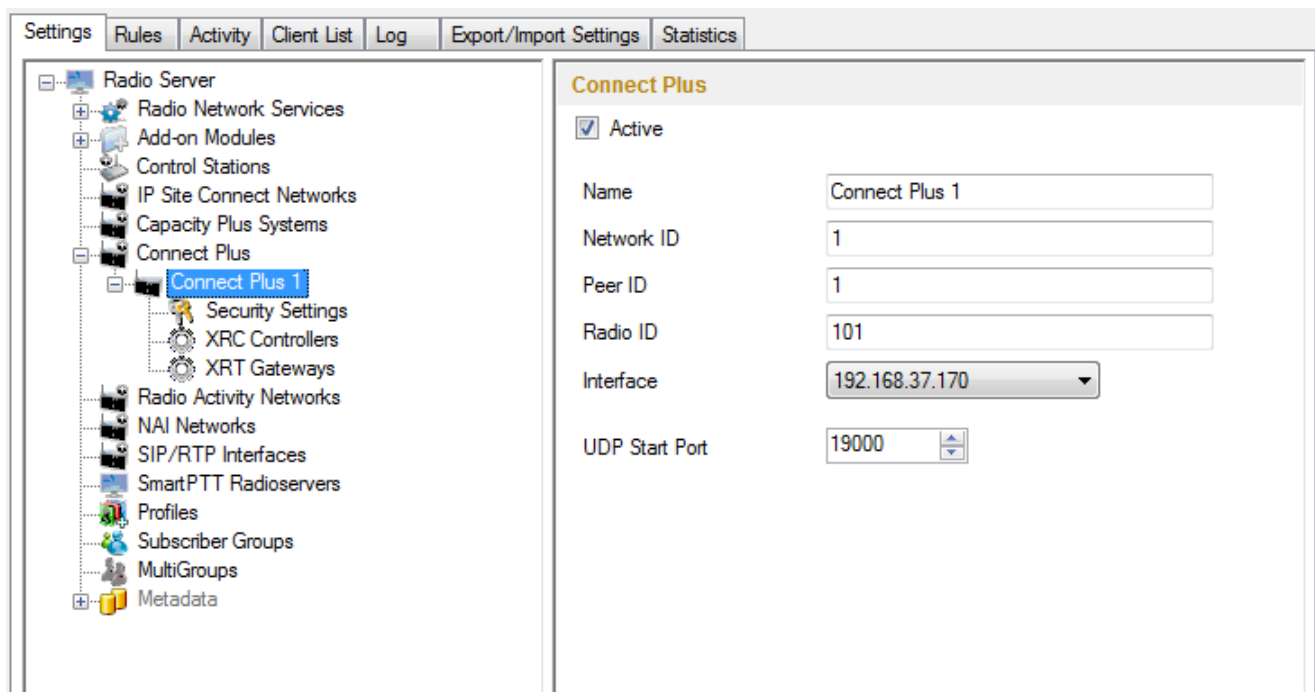 Settings Rules Activity Client List Log Export/Import Settings Statistics
Radio Server
Radio Network Services
Add-on Modules
Control Stations
IP Site Connect Networks
Capacity Plus Systems
Connect Plus
Connect Plus 1
Security Settings
XRC Controllers
XRT Gateways
Radio Activity Networks
NAI Networks
SIP/RTP Interfaces
SmartPTT Radioservers
Profiles
Subscriber Groups
MultiGroups
Metadata
Connect Plus
Active
Name Connect Plus 1
Network ID 1
Peer ID 1
Radio ID 101
Interface 192.168.37.170
UDP Start Port 19000